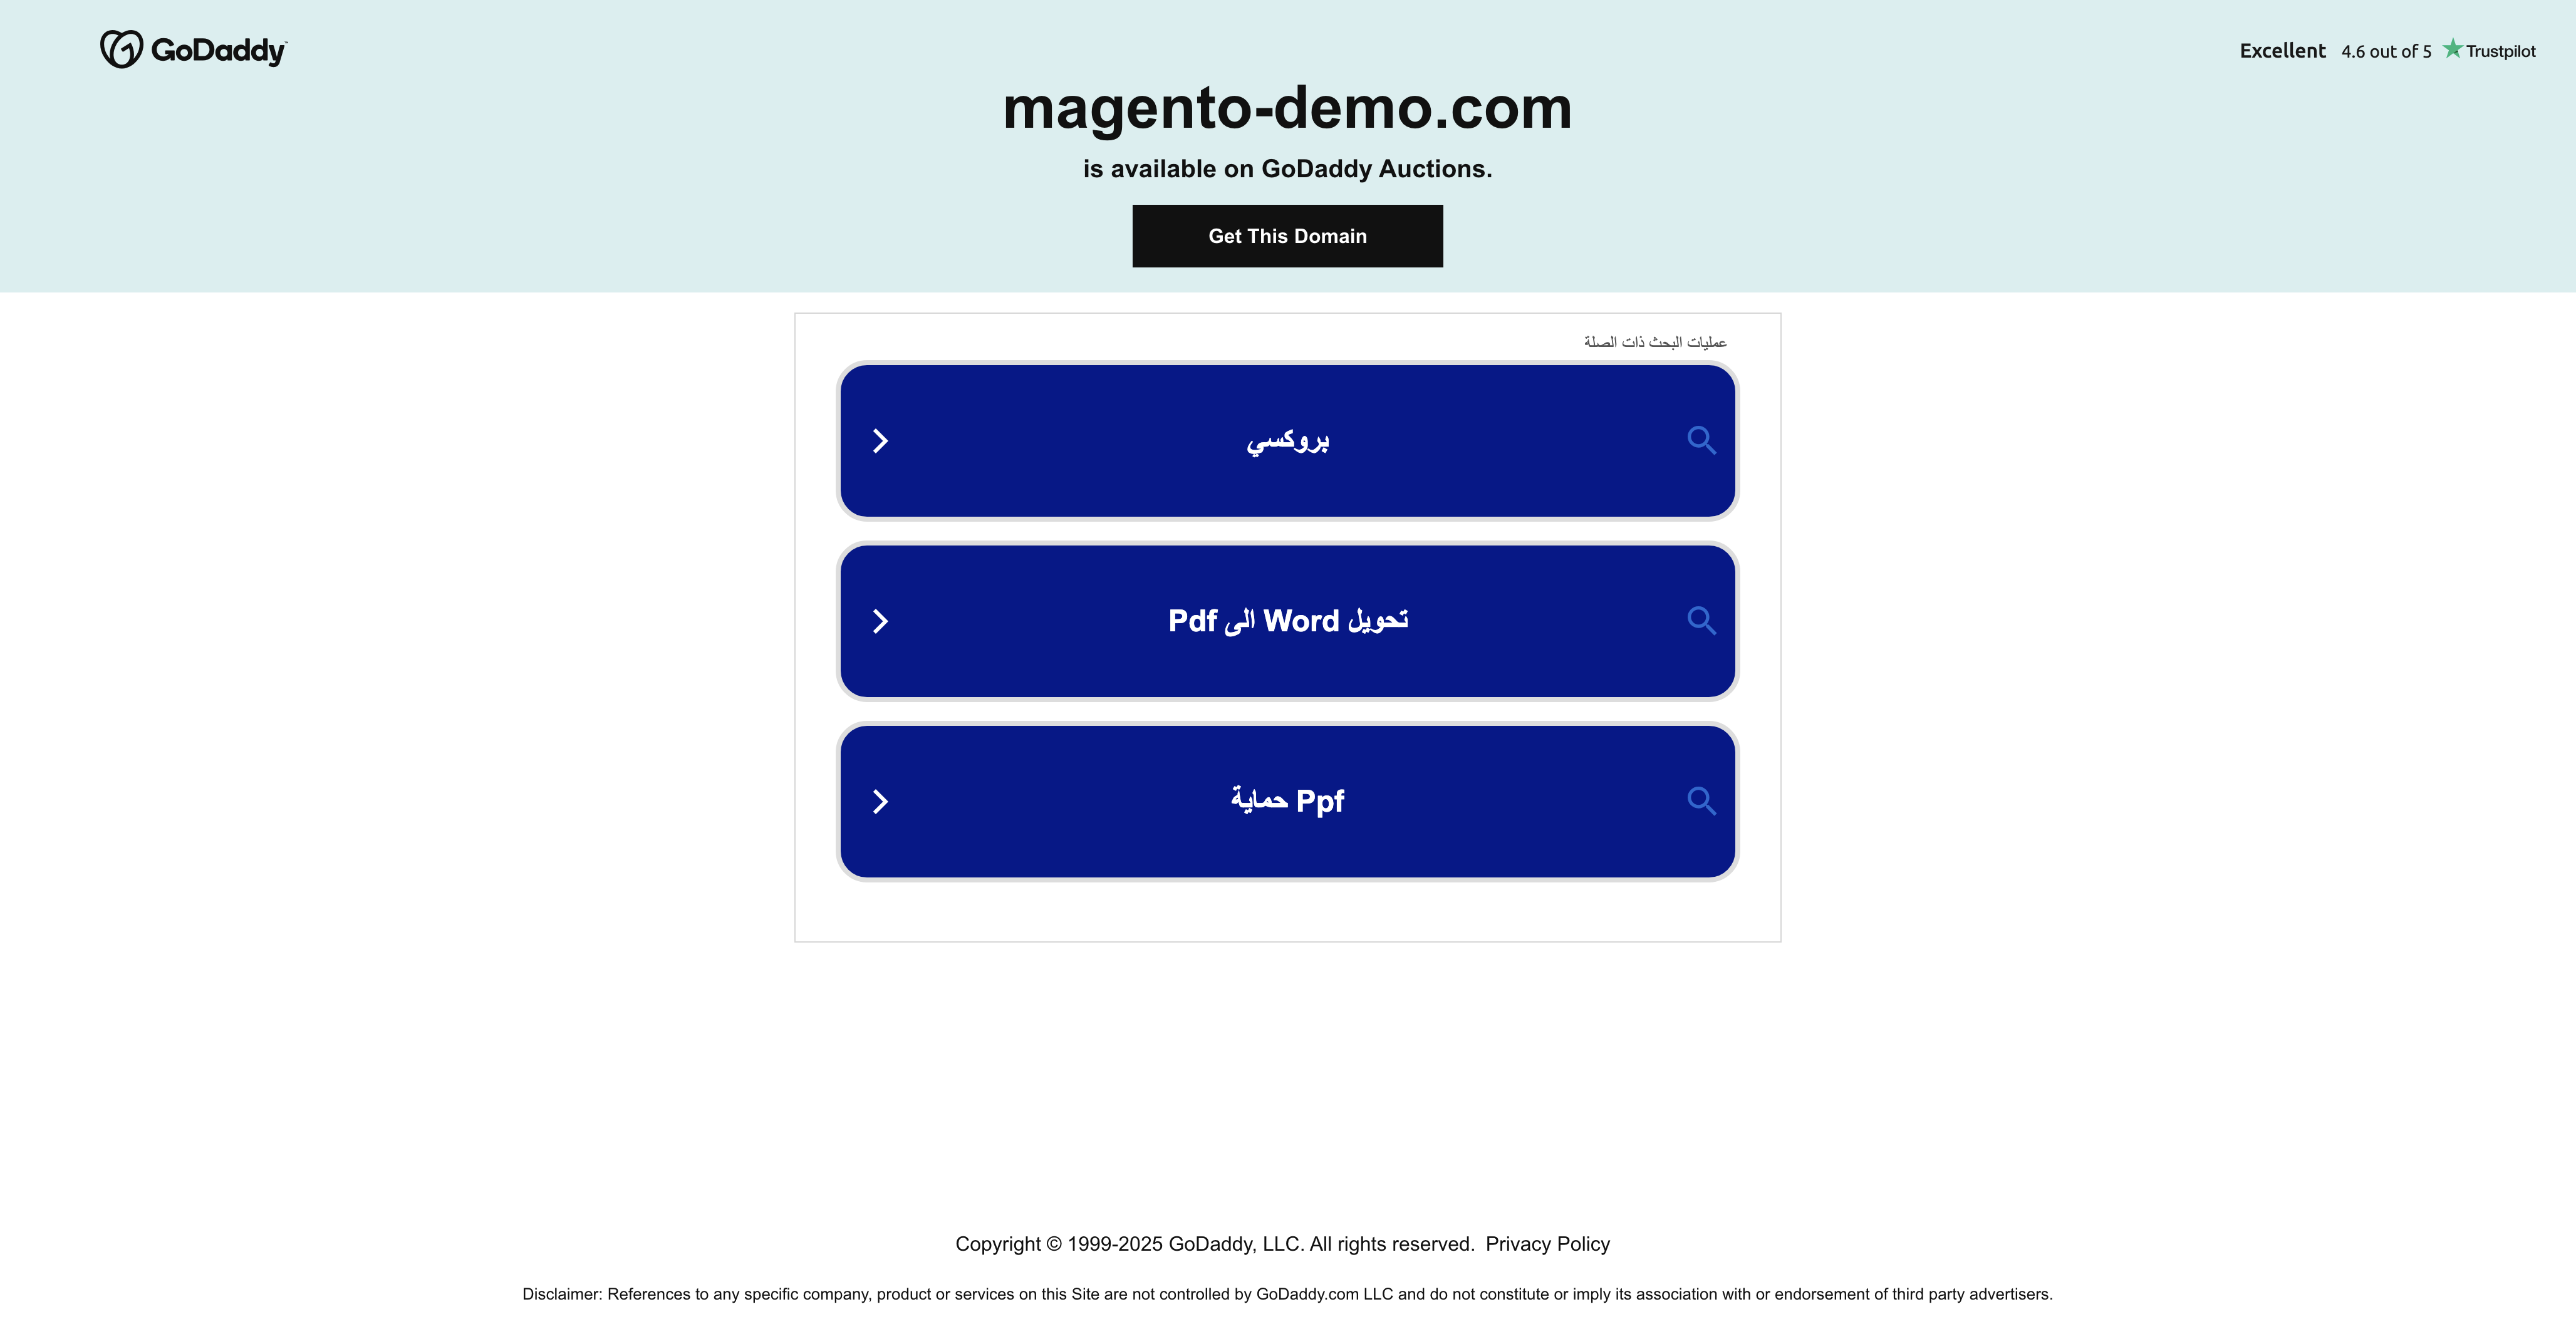 GoDaddy™
Excellent 4.6 out of 5 Trustpilot
magento-demo.com
is available on GoDaddy Auctions.
Get This Domain
عمليات البحث ذات الصلة
بروكسي
تحويل Word الى Pdf
Ppf حماية
Copyright © 1999-2025 GoDaddy, LLC. All rights reserved. Privacy Policy
Disclaimer: References to any specific company, product or services on this Site are not controlled by GoDaddy.com LLC and do not constitute or imply its association with or endorsement of third party advertisers.